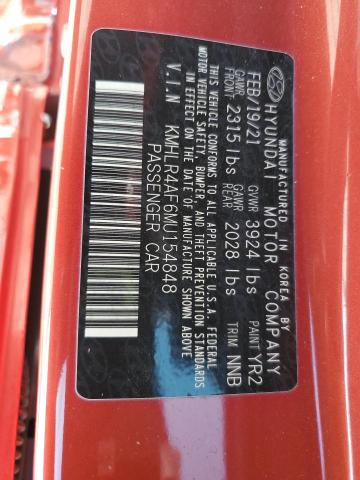 MANUFACTURED IN KOREA BY
HYUNDAI MOTOR COMPANY
FEB/19/21 GVWR 3924 lbs PAINT YR2
GAWR FRONT 2315 lbs GAWR REAR 2028 lbs TRIM NNB
THIS VEHICLE CONFORMS TO ALL APPLICABLE U.S.A. FEDERAL
MOTOR VEHICLE SAFETY, BUMPER, AND THEFT PREVENTION STANDARDS
IN EFFECT ON THE DATE OF MANUFACTURE SHOWN ABOVE.
V.I.N KMHLR4AF6MU154848
PASSENGER CAR